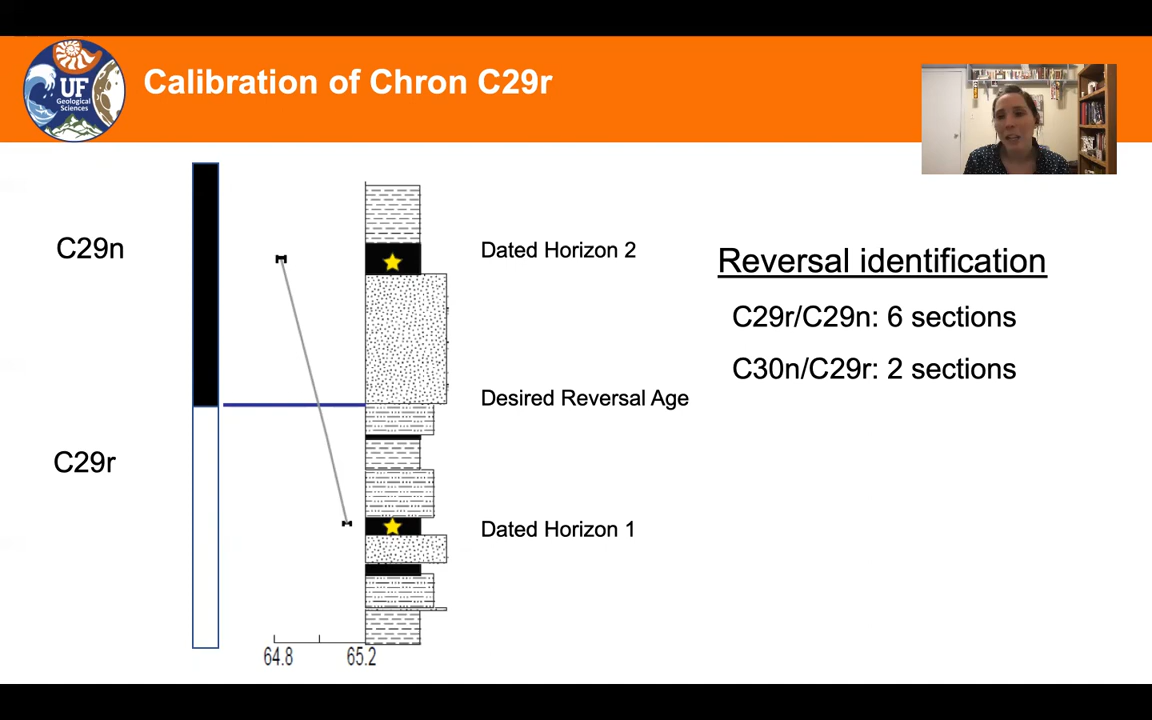 Calibration of Chron C29r
UF
Geological
Sciences
C29n
C29r
Dated Horizon 2
Desired Reversal Age
Dated Horizon 1
64.8
65.2
Reversal identification
C29r/C29n: 6 sections
C30n/C29r: 2 sections